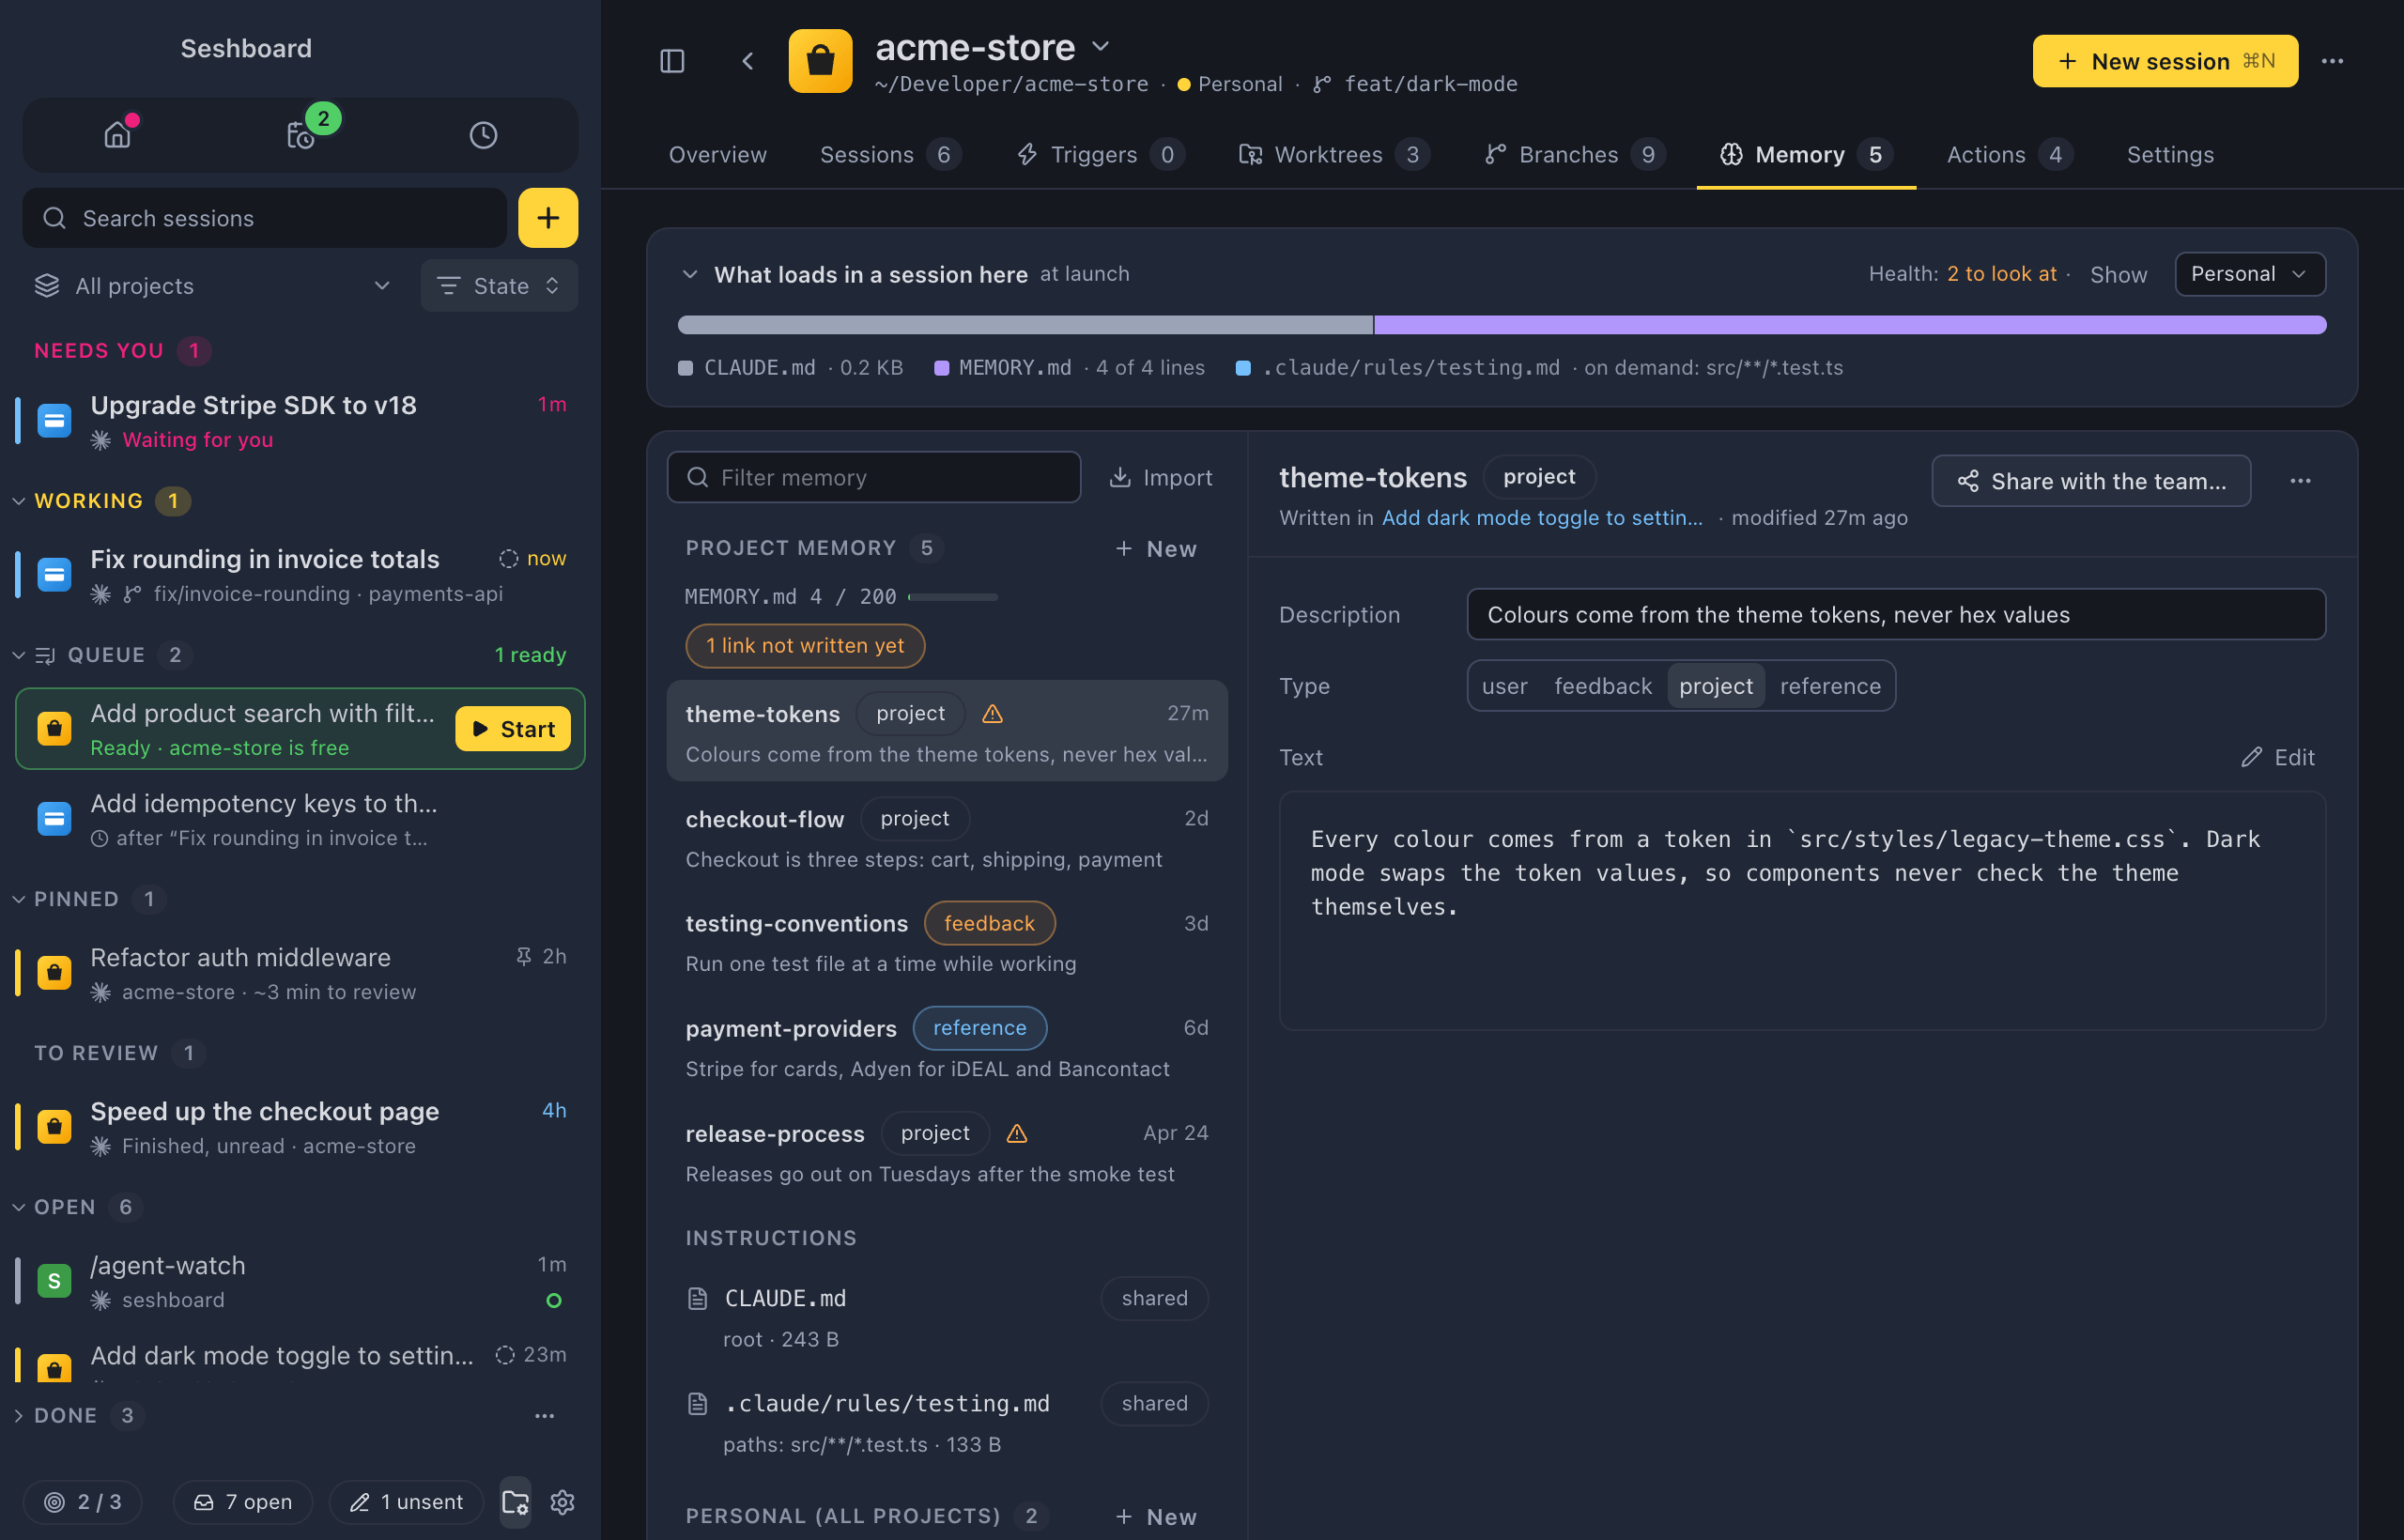 Seshboard
2
Search sessions
All projects
State
NEEDS YOU 1
Upgrade Stripe SDK to v18 1m
Waiting for you
WORKING 1
Fix rounding in invoice totals now
fix/invoice-rounding · payments-api
QUEUE 2 1 ready
Add product search with filt...
Ready · acme-store is free
Start
Add idempotency keys to th...
after “Fix rounding in invoice t...
PINNED 1
Refactor auth middleware 2h
acme-store · ~3 min to review
TO REVIEW 1
Speed up the checkout page 4h
Finished, unread · acme-store
OPEN 6
S
/agent-watch 1m
seshboard
Add dark mode toggle to settin... 23m
DONE 3
2 / 3
7 open
1 unsent
acme-store
~/Developer/acme-store · Personal · feat/dark-mode
New session ⌘N
Overview
Sessions 6
Triggers 0
Worktrees 3
Branches 9
Memory 5
Actions 4
Settings
What loads in a session here at launch
Health: 2 to look at · Show
Personal
CLAUDE.md · 0.2 KB
MEMORY.md · 4 of 4 lines
.claude/rules/testing.md · on demand: src/**/*.test.ts
Filter memory
Import
PROJECT MEMORY 5
New
MEMORY.md 4 / 200
1 link not written yet
theme-tokens project 27m
Colours come from the theme tokens, never hex val...
checkout-flow project 2d
Checkout is three steps: cart, shipping, payment
testing-conventions feedback 3d
Run one test file at a time while working
payment-providers reference 6d
Stripe for cards, Adyen for iDEAL and Bancontact
release-process project Apr 24
Releases go out on Tuesdays after the smoke test
INSTRUCTIONS
CLAUDE.md shared
root · 243 B
.claude/rules/testing.md shared
paths: src/**/*.test.ts · 133 B
PERSONAL (ALL PROJECTS) 2
New
theme-tokens project
Written in Add dark mode toggle to settin... · modified 27m ago
Share with the team...
Description
Colours come from the theme tokens, never hex values
Type
user feedback project reference
Text
Edit
Every colour comes from a token in `src/styles/legacy-theme.css`. Dark
mode swaps the token values, so components never check the theme
themselves.